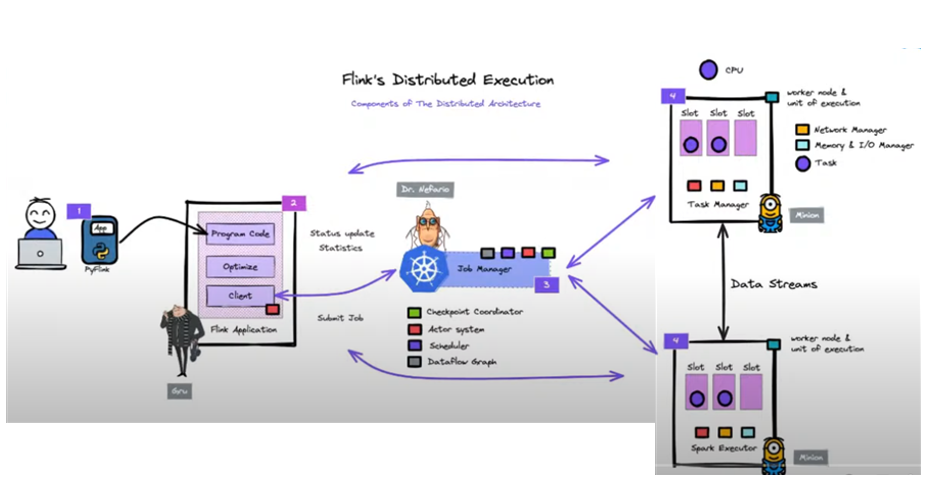 Flink's Distributed Execution
Components of The Distributed Architecture
1
App
PyFlink
2
Program Code
Optimize
Client
Flink Application
Gru
Status update
Statistics
Submit Job
Dr. Nefario
Job Manager
3
Checkpoint Coordinator
Actor system
Scheduler
Dataflow Graph
CPU
4
worker node &
unit of execution
Slot Slot Slot
Network Manager
Memory & I/O Manager
Task
Task Manager
Minion
Data Streams
4
worker node &
unit of execution
Slot Slot Slot
Spark Executor
Minion